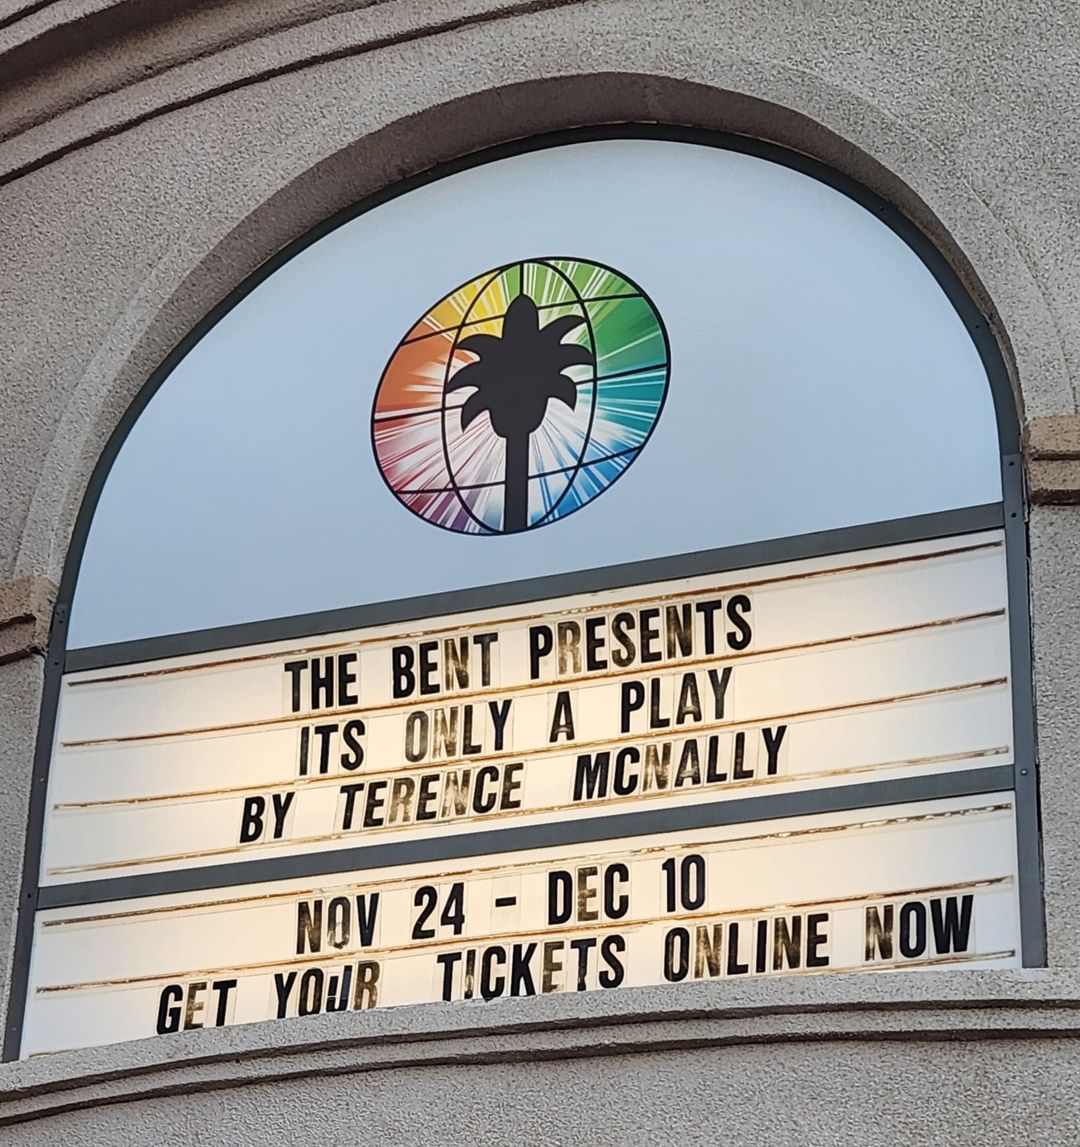 THE BENT PRESENTS
ITS ONLY A PLAY
BY TERENCE MCNALLY
NOV 24 - DEC 10
GET YOUR TICKETS ONLINE NOW